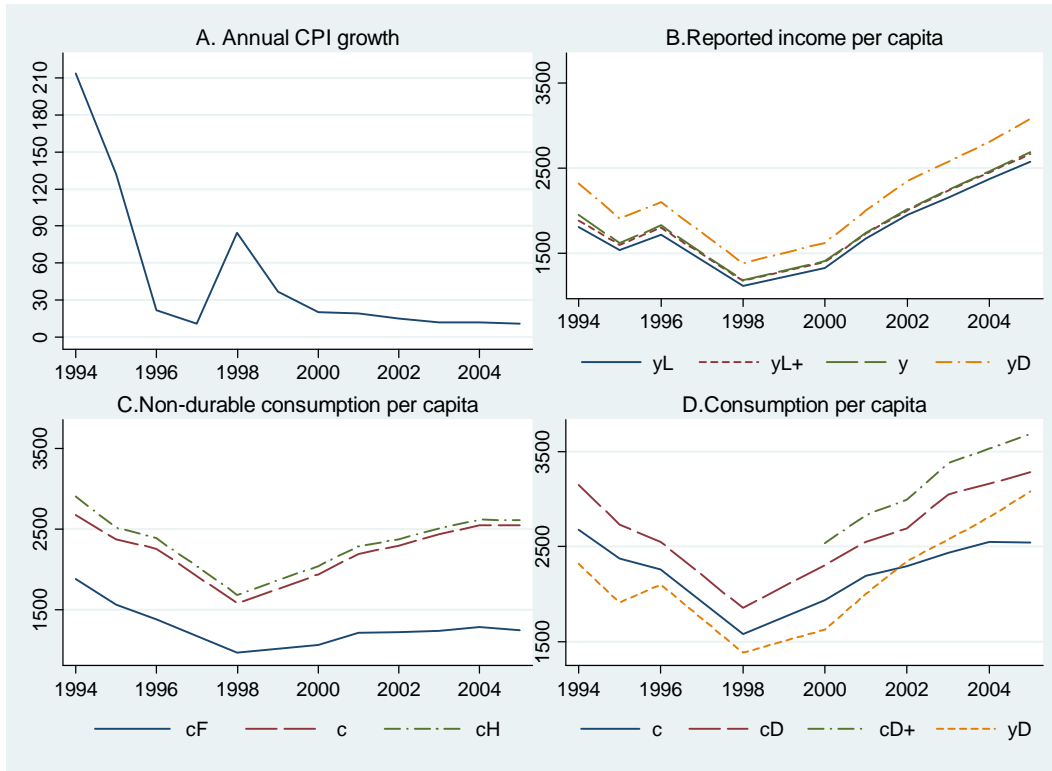 A. Annual CPI growth
210
180
150
120
90
60
30
0
1994 1996 1998 2000 2002 2004
B.Reported income per capita
3500
2500
1500
1994 1996 1998 2000 2002 2004
yL yL+ y yD
C.Non-durable consumption per capita
3500
2500
1500
1994 1996 1998 2000 2002 2004
cF c cH
D.Consumption per capita
3500
2500
1500
1994 1996 1998 2000 2002 2004
c cD cD+ yD